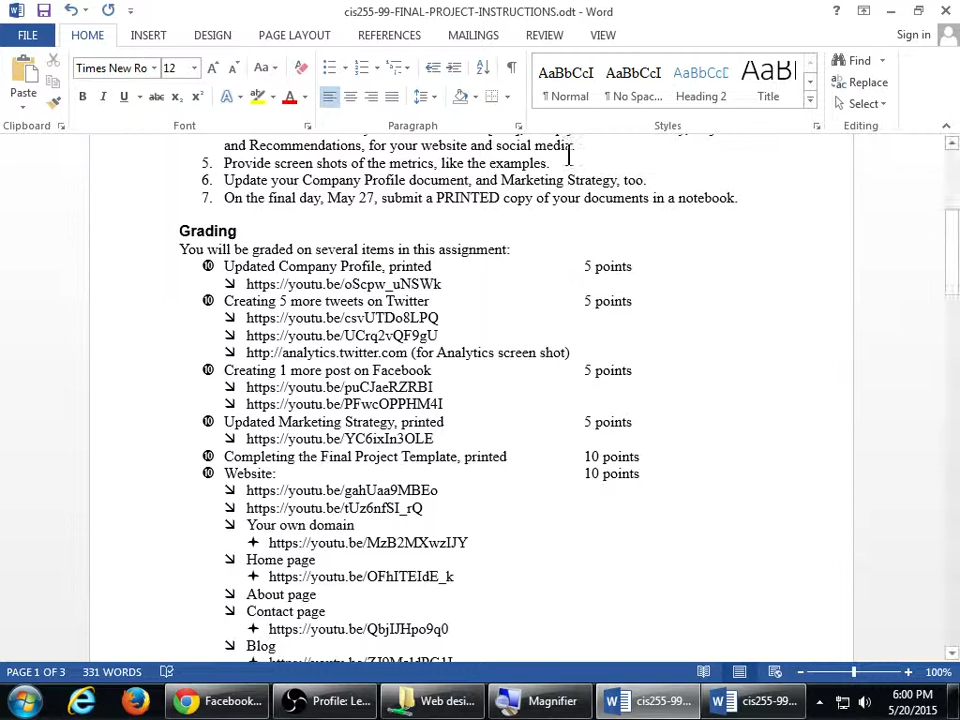 cis255-99-FINAL-PROJECT-INSTRUCTIONS.odt - Word
FILE HOME INSERT DESIGN PAGE LAYOUT REFERENCES MAILINGS REVIEW VIEW Sign in
Paste
Times New Ro 12
AaBbCcI AaBbCcI AaBbCcD AaBl
¶ Normal ¶ No Spac... Heading 2 Title
Find
Replace
Select
Clipboard Font Paragraph Styles Editing
and Recommendations, for your website and social media.
5. Provide screen shots of the metrics, like the examples.
6. Update your Company Profile document, and Marketing Strategy, too.
7. On the final day, May 27, submit a PRINTED copy of your documents in a notebook.
Grading
You will be graded on several items in this assignment:
❿ Updated Company Profile, printed 5 points
https://youtu.be/oScpw_uNSWk
❿ Creating 5 more tweets on Twitter 5 points
https://youtu.be/csvUTDo8LPQ
https://youtu.be/UCrq2vQF9gU
http://analytics.twitter.com (for Analytics screen shot)
❿ Creating 1 more post on Facebook 5 points
https://youtu.be/puCJaeRZRBI
https://youtu.be/PFwcOPPHM4I
❿ Updated Marketing Strategy, printed 5 points
https://youtu.be/YC6ixIn3OLE
❿ Completing the Final Project Template, printed 10 points
❿ Website: 10 points
https://youtu.be/gahUaa9MBEo
https://youtu.be/tUz6nfSI_rQ
Your own domain
https://youtu.be/MzB2MXwzIJY
Home page
https://youtu.be/OFhITEIdE_k
About page
Contact page
https://youtu.be/QbjIJHpo9q0
Blog
PAGE 1 OF 3 331 WORDS 100%
Facebook... Profile: Le... Web desi... Magnifier cis255-99... cis255-99...
6:00 PM
5/20/2015